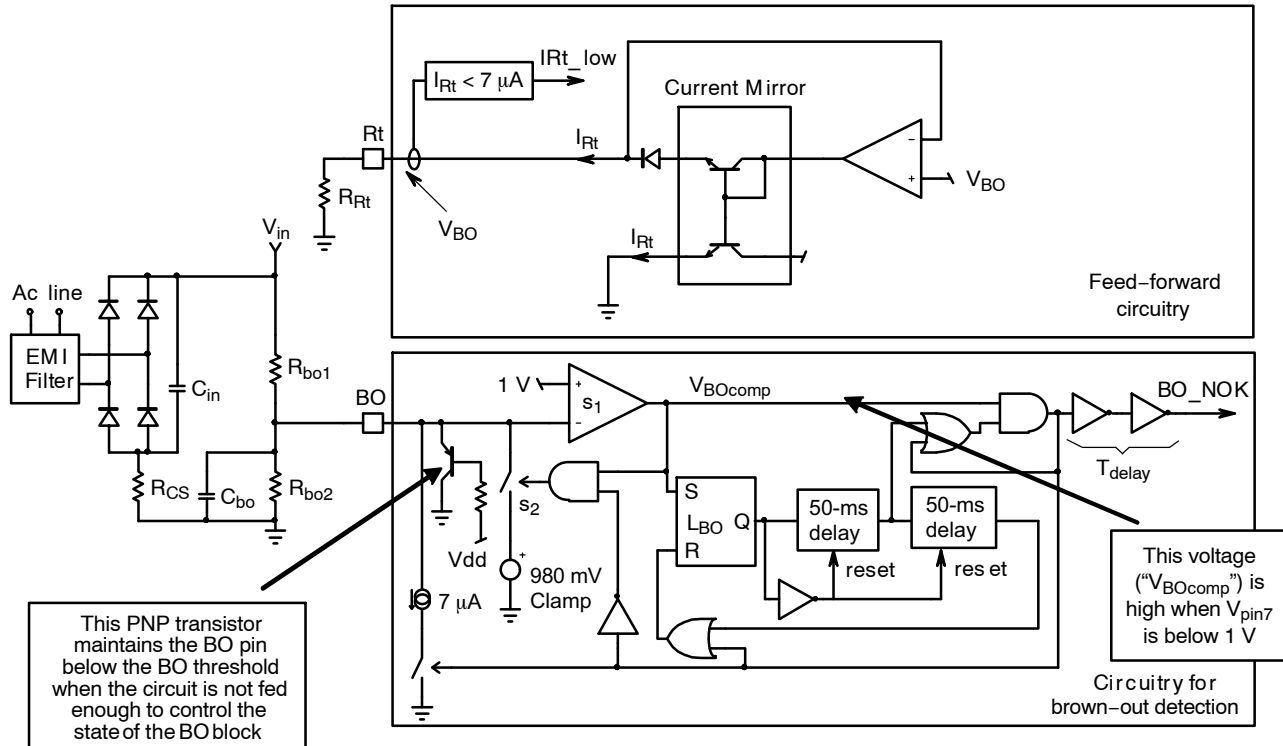 IRt_low
IRt < 7 μA
Current Mirror
Rt
IRt
-
+
VBO
RRt
VBO
IRt
Vin
Feed−forward
circuitry
Ac line
EMI
Filter
Cin
Rbo1
BO
1 V
+
s1
-
VBOcomp
BO_NOK
Tdelay
RCS
Cbo
Rbo2
s2
Vdd
S
LBO
Q
R
50-ms
delay
50-ms
delay
reset
reset
+
980 mV
Clamp
7 μA
This voltage
(“VBOcomp”) is
high when Vpin7
is below 1 V
This PNP transistor
maintains the BO pin
below the BO threshold
when the circuit is not fed
enough to control the
state of the BO block
Circuitry for
brown−out detection